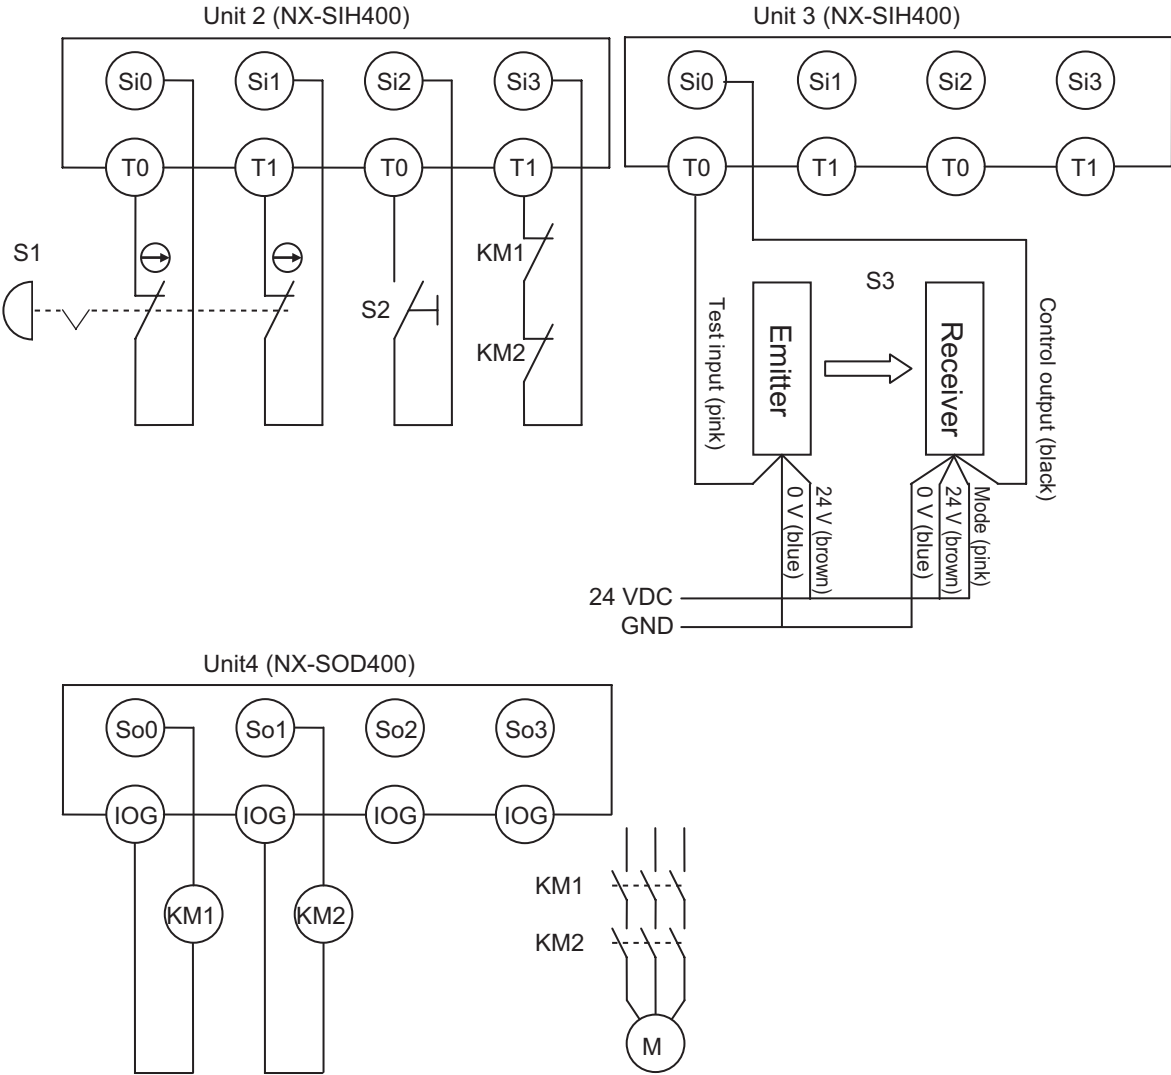 Unit 2 (NX-SIH400)
Si0 Si1 Si2 Si3
T0 T1 T0 T1
S1
S2
KM1
KM2
Unit 3 (NX-SIH400)
Si0 Si1 Si2 Si3
T0 T1 T0 T1
S3
Test input (pink)
Emitter
Receiver
Control output (black)
0 V (blue)
24 V (brown)
0 V (blue)
24 V (brown)
Mode (pink)
24 VDC
GND
Unit4 (NX-SOD400)
So0 So1 So2 So3
IOG IOG IOG IOG
KM1 KM2
KM1
KM2
M